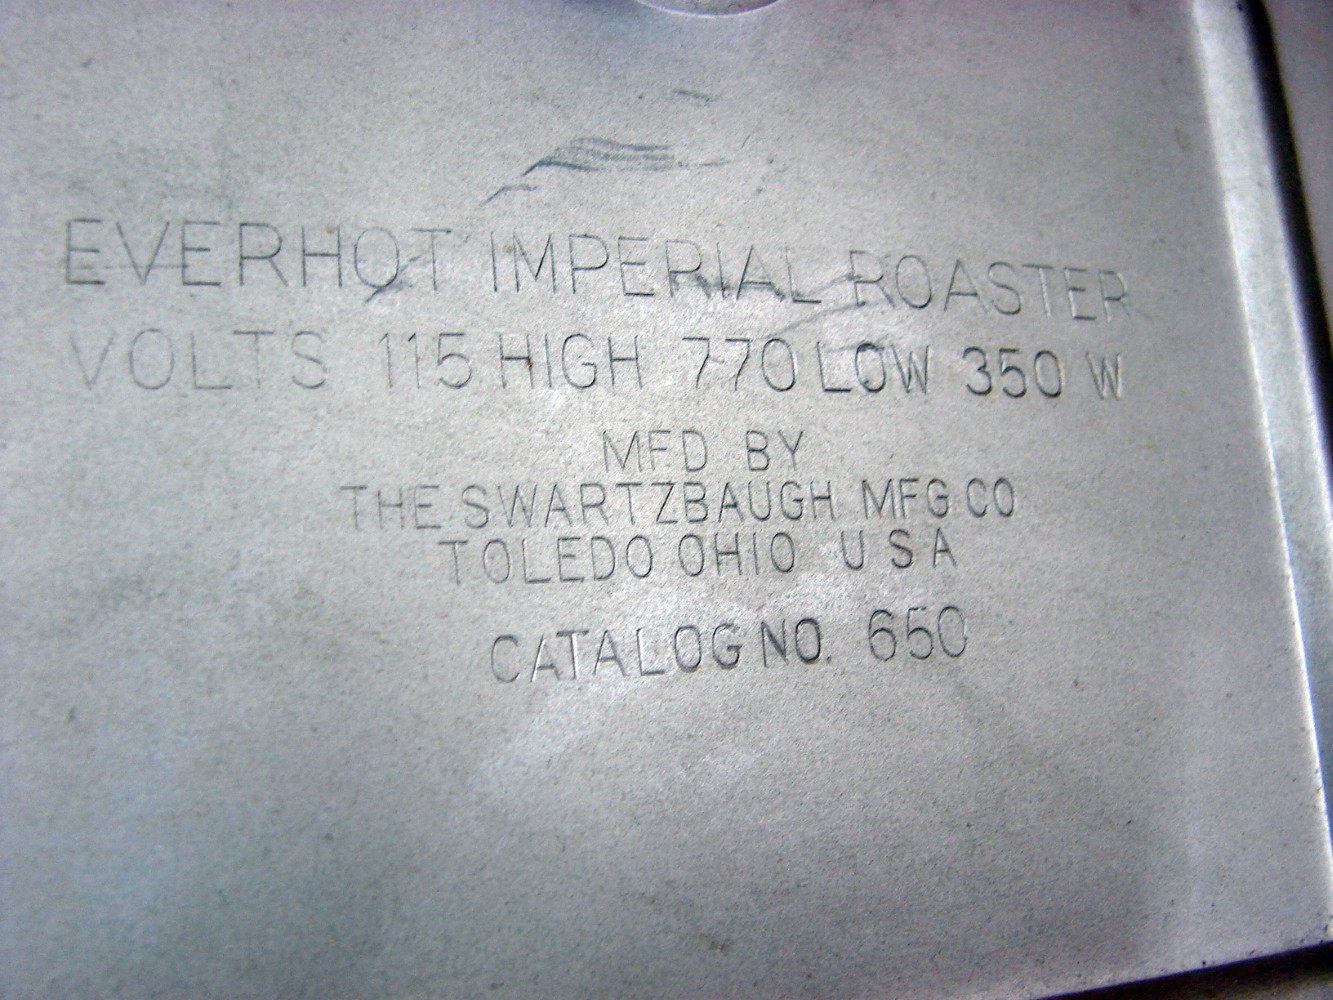 EVERHOT IMPERIAL ROASTER
VOLTS 115 HIGH 770 LOW 350 W
MFD BY
THE SWARTZBAUGH MFG CO
TOLEDO OHIO U S A
CATALOG NO. 650